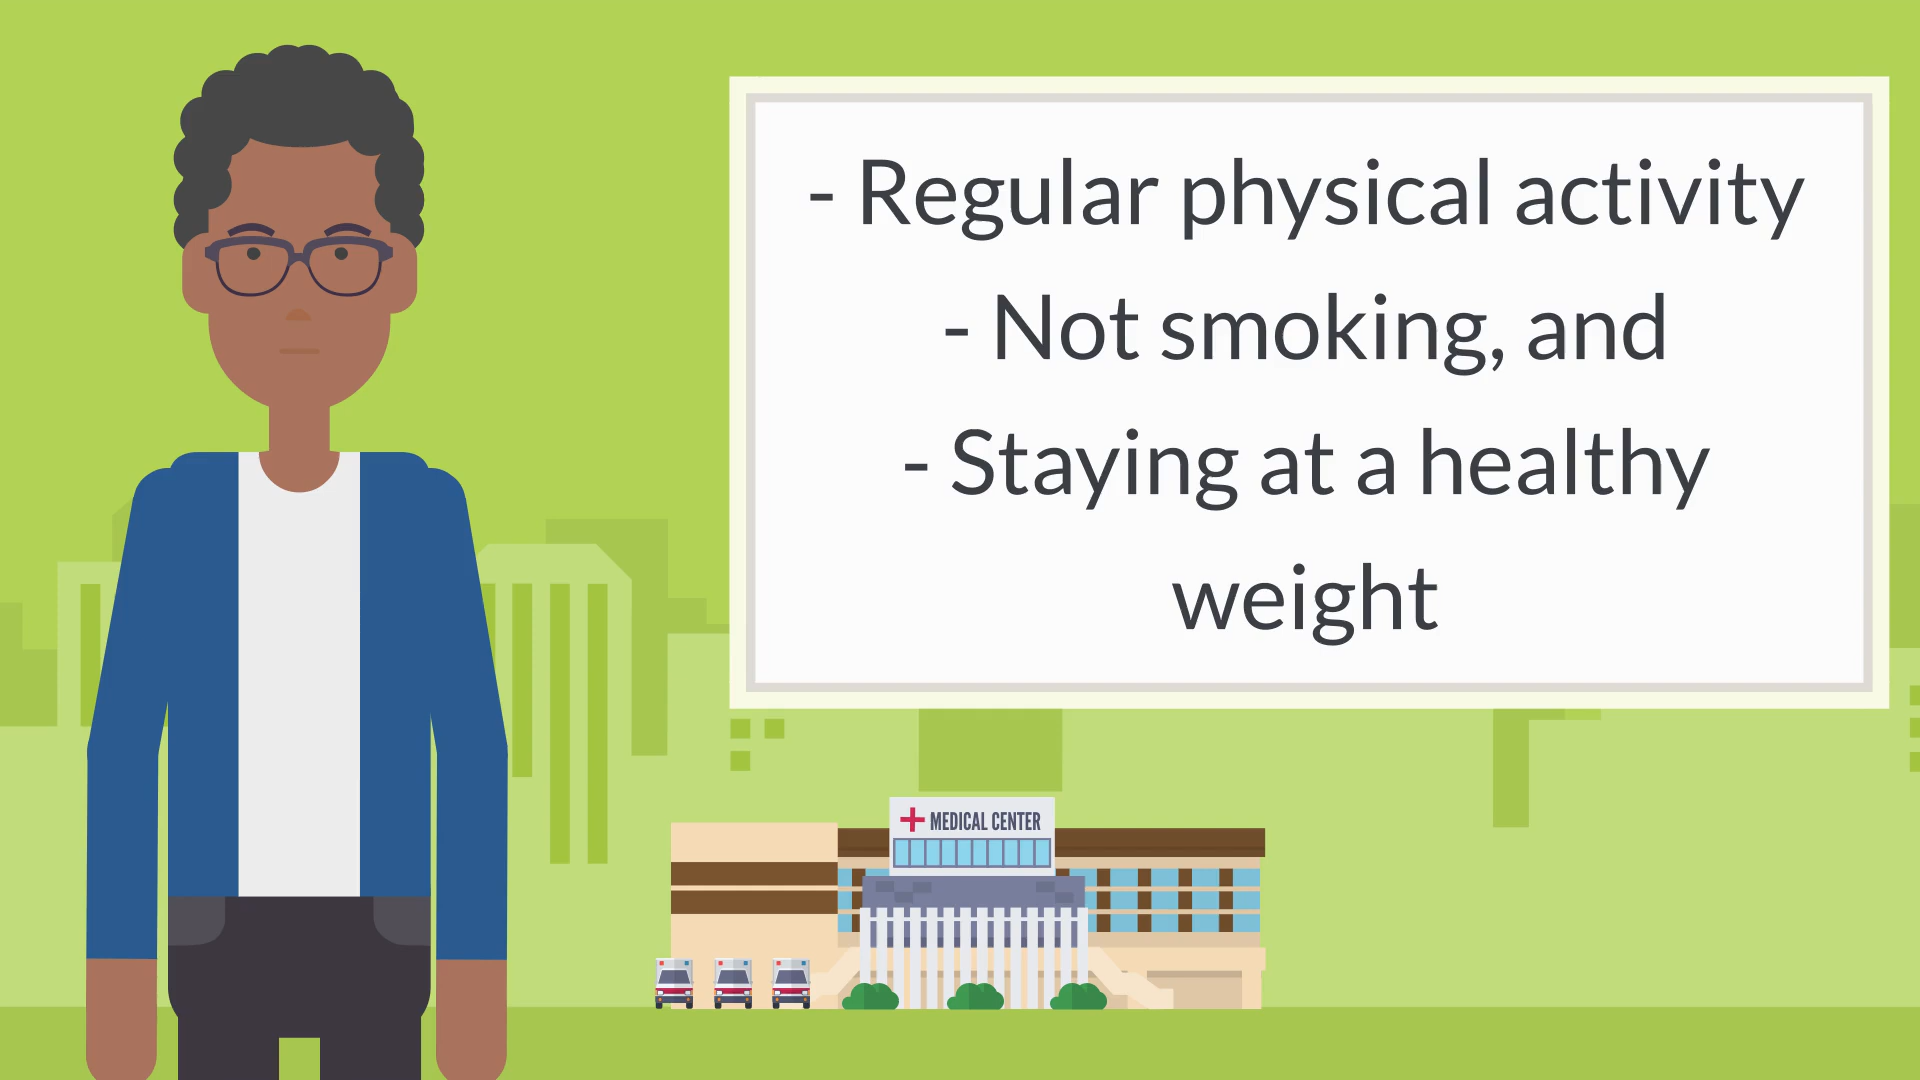 - Regular physical activity
- Not smoking, and
- Staying at a healthy
weight
MEDICAL CENTER